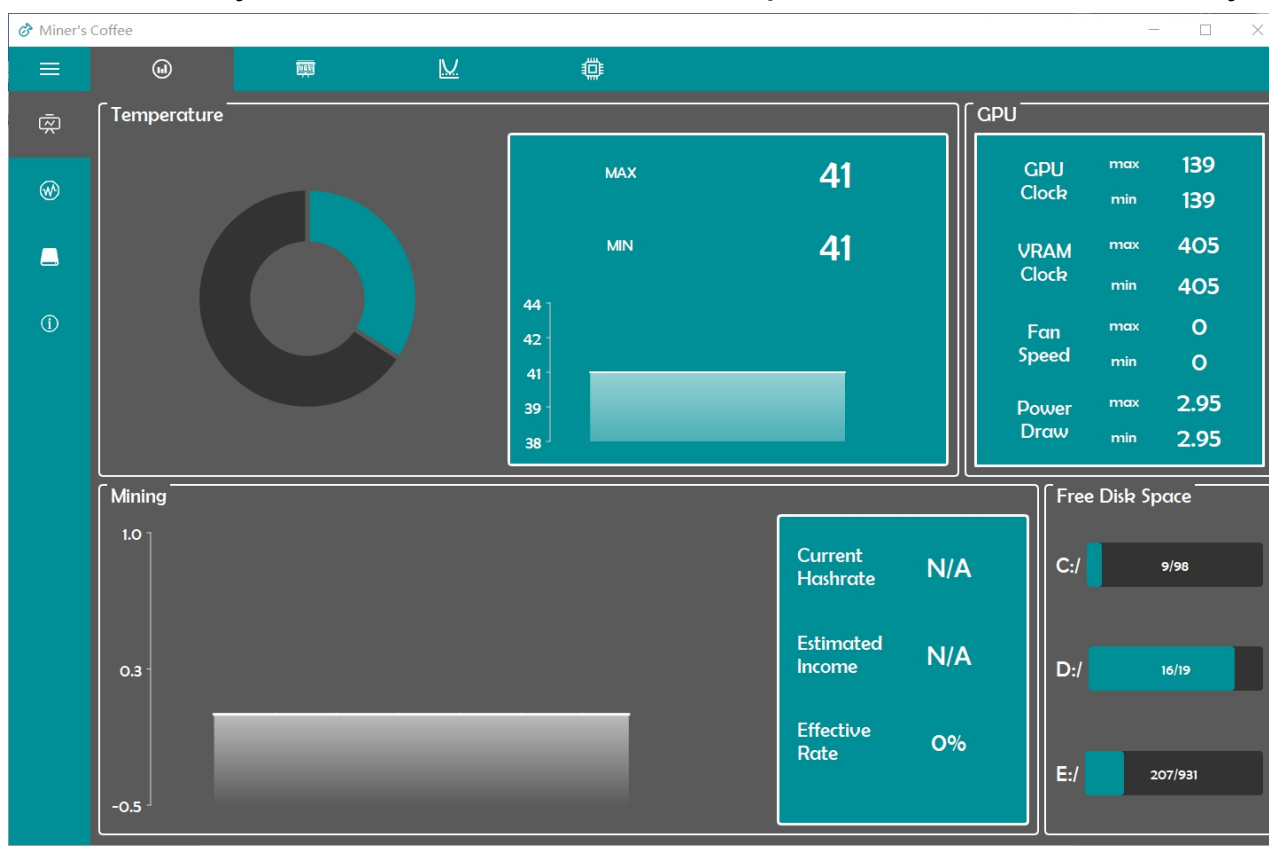 Miner's Coffee
Temperature
MAX 41
MIN 41
44
42
41
39
38
GPU
GPU Clock max 139
min 139
VRAM Clock max 405
min 405
Fan Speed max 0
min 0
Power Draw max 2.95
min 2.95
Mining
1.0
0.3
-0.5
Current Hashrate N/A
Estimated Income N/A
Effective Rate 0%
Free Disk Space
C:/ 9/98
D:/ 16/19
E:/ 207/931